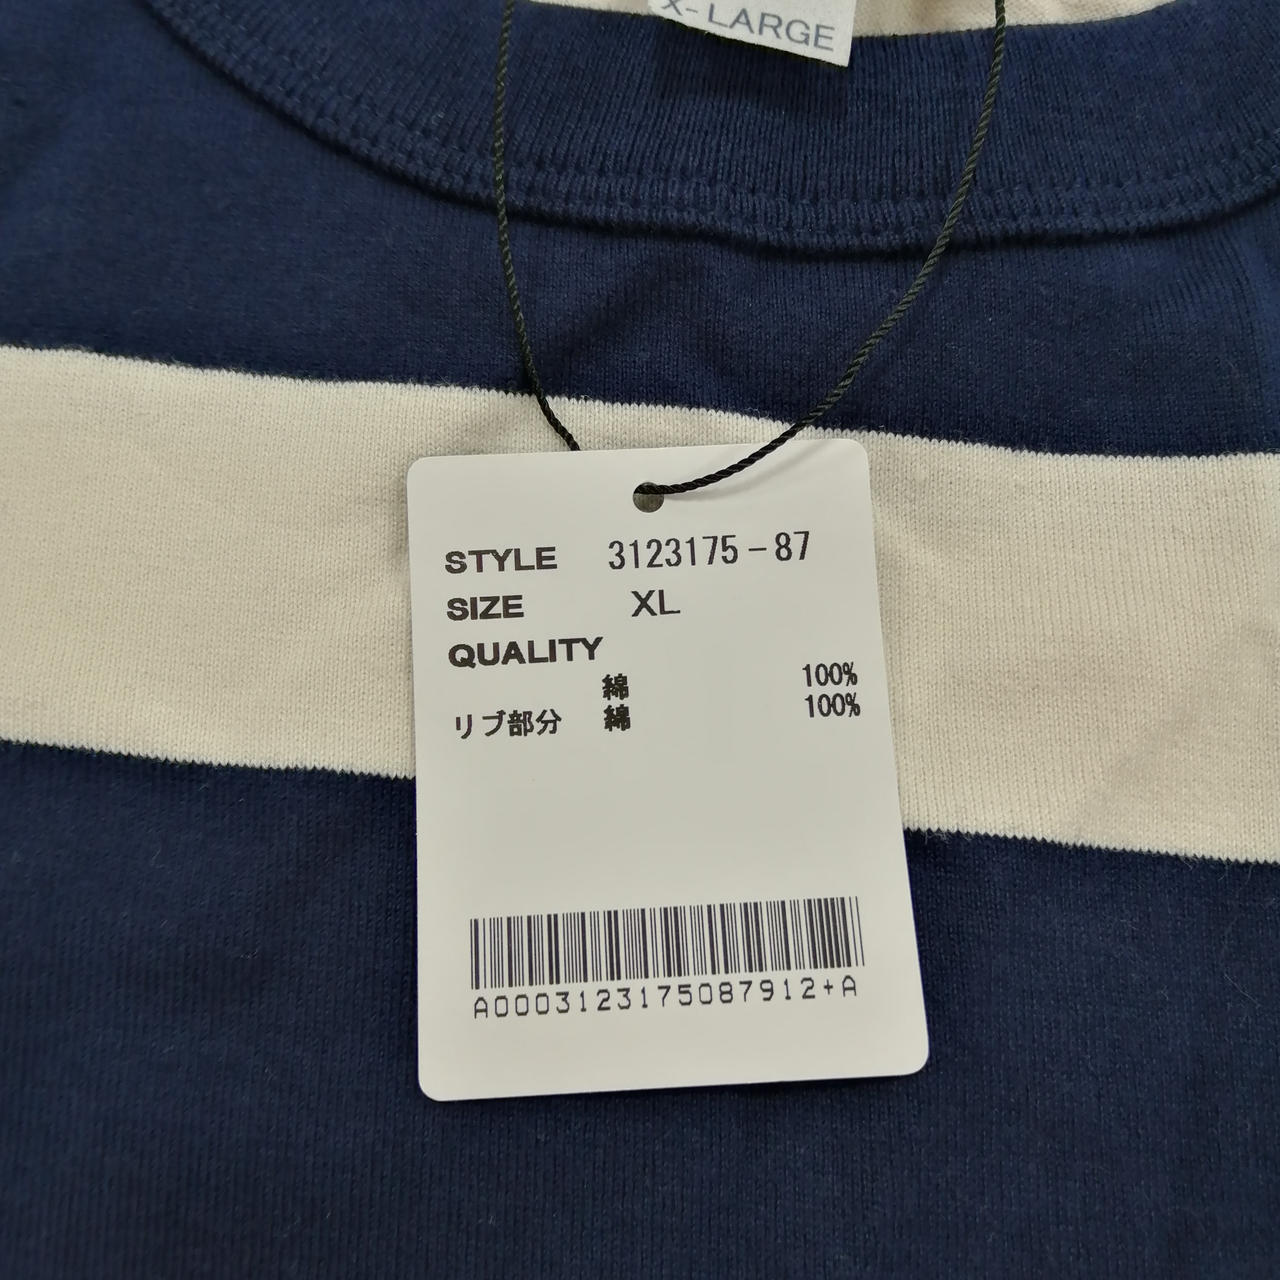 X-LARGE
STYLE 3123175-87
SIZE XL
QUALITY
綿 100%
リブ部分 綿 100%
A0003123175087912+A